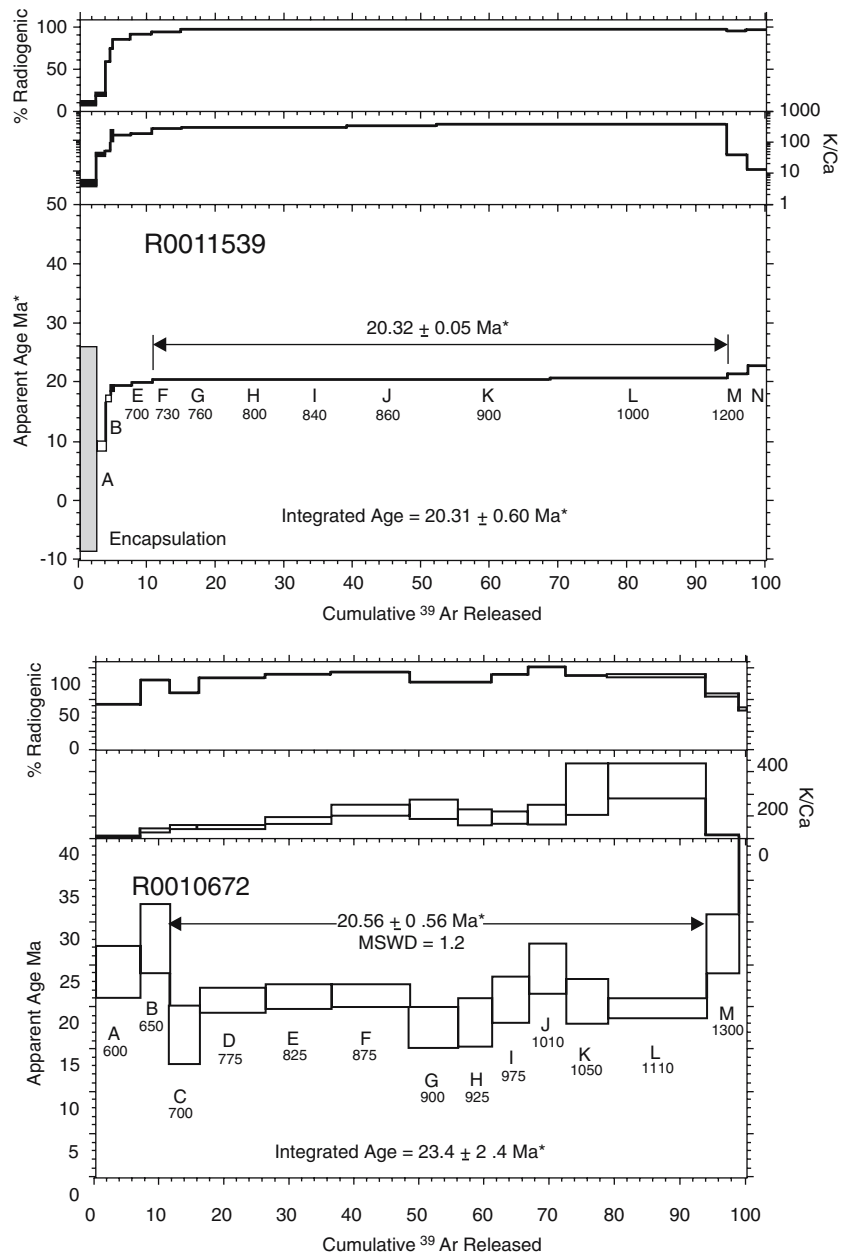 % Radiogenic
100
50
0
1000
100
10
1
K/Ca
50
40
30
20
10
0
-10
Apparent Age Ma*
R0011539
20.32 ± 0.05 Ma*
E F G H I J K L M N
700 730 760 800 840 860 900 1000 1200
B
A
Integrated Age = 20.31 ± 0.60 Ma*
Encapsulation
0 10 20 30 40 50 60 70 80 90 100
Cumulative ³⁹ Ar Released
% Radiogenic
100
50
0
400
200
0
K/Ca
40
35
30
25
20
15
10
5
0
Apparent Age Ma
R0010672
20.56 ± 0 .56 Ma*
MSWD = 1.2
A
600
B
650
C
700
D
775
E
825
F
875
G
900
H
925
I
975
J
1010
K
1050
L
1110
M
1300
Integrated Age = 23.4 ± 2 .4 Ma*
0 10 20 30 40 50 60 70 80 90 100
Cumulative ³⁹ Ar Released